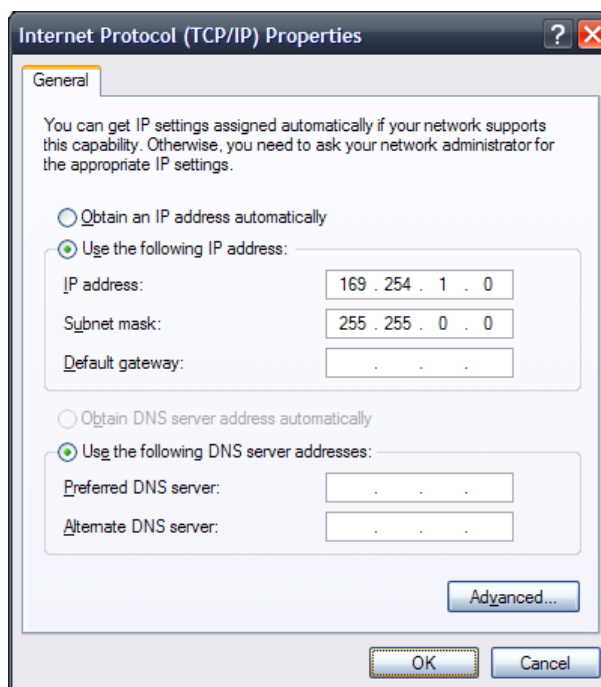 Internet Protocol (TCP/IP) Properties
General
You can get IP settings assigned automatically if your network supports
this capability. Otherwise, you need to ask your network administrator for
the appropriate IP settings.
Obtain an IP address automatically
Use the following IP address:
IP address: 169 . 254 . 1 . 0
Subnet mask: 255 . 255 . 0 . 0
Default gateway: . . .
Obtain DNS server address automatically
Use the following DNS server addresses:
Preferred DNS server: . . .
Alternate DNS server: . . .
Advanced...
OK Cancel